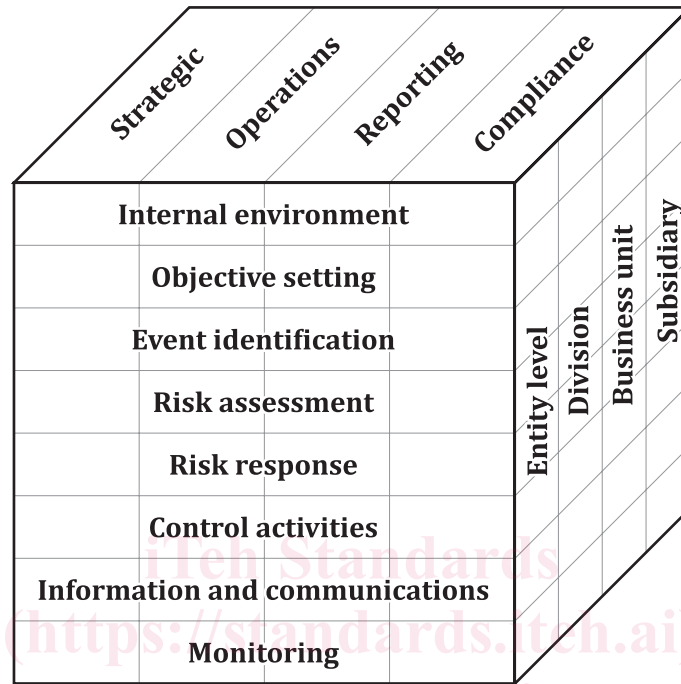 Strategic
Operations
Reporting
Compliance
Internal environment
Objective setting
Event identification
Risk assessment
Risk response
Control activities
Information and communications
Monitoring
Entity level
Division
Business unit
Subsidiary
iTeh Standards
(https://standards.iteh.ai)